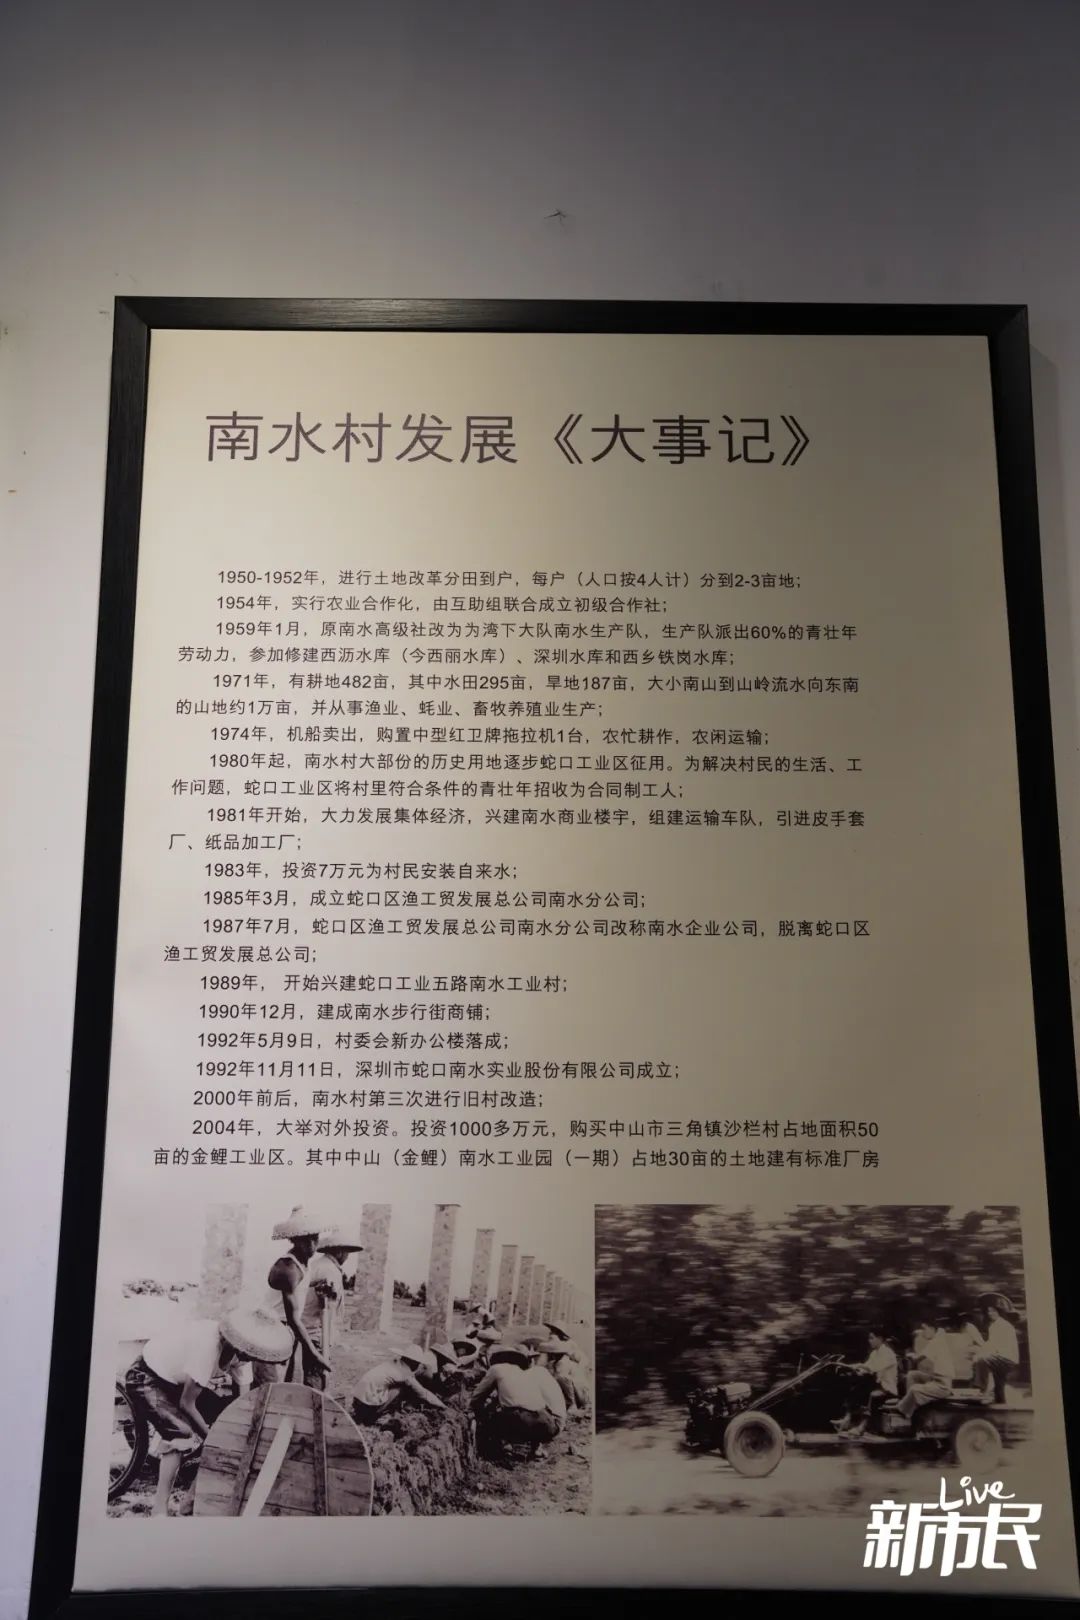 南水村发展《大事记》
1950-1952年，进行土地改革分田到户，每户（人口按4人计）分到2-3亩地；
1954年，实行农业合作化，由互助组联合成立初级合作社；
1959年1月，原南水高级社改为为湾下大队南水生产队，生产队派出60%的青壮年
劳动力，参加修建西沥水库（今西丽水库）、深圳水库和西乡铁岗水库；
1971年，有耕地482亩，其中水田295亩，旱地187亩，大小南山到山岭流水向东南
的山地约1万亩，并从事渔业、蚝业、畜牧养殖业生产；
1974年，机船卖出，购置中型红卫牌拖拉机1台，农忙耕作，农闲运输；
1980年起，南水村大部份的历史用地逐步蛇口工业区征用。为解决村民的生活、工
作问题，蛇口工业区将村里符合条件的青壮年招收为合同制工人；
1981年开始，大力发展集体经济，兴建南水商业楼宇，组建运输车队，引进皮手套
厂、纸品加工厂；
1983年，投资7万元为村民安装自来水；
1985年3月，成立蛇口区渔工贸发展总公司南水分公司；
1987年7月，蛇口区渔工贸发展总公司南水分公司改称南水企业公司，脱离蛇口区
渔工贸发展总公司；
1989年， 开始兴建蛇口工业五路南水工业村；
1990年12月，建成南水步行街商铺；
1992年5月9日，村委会新办公楼落成；
1992年11月11日，深圳市蛇口南水实业股份有限公司成立；
2000年前后，南水村第三次进行旧村改造；
2004年，大举对外投资。投资1000多万元，购买中山市三角镇沙栏村占地面积50
亩的金鲤工业区。其中中山（金鲤）南水工业园（一期）占地30亩的土地建有标准厂房
Live
新市民